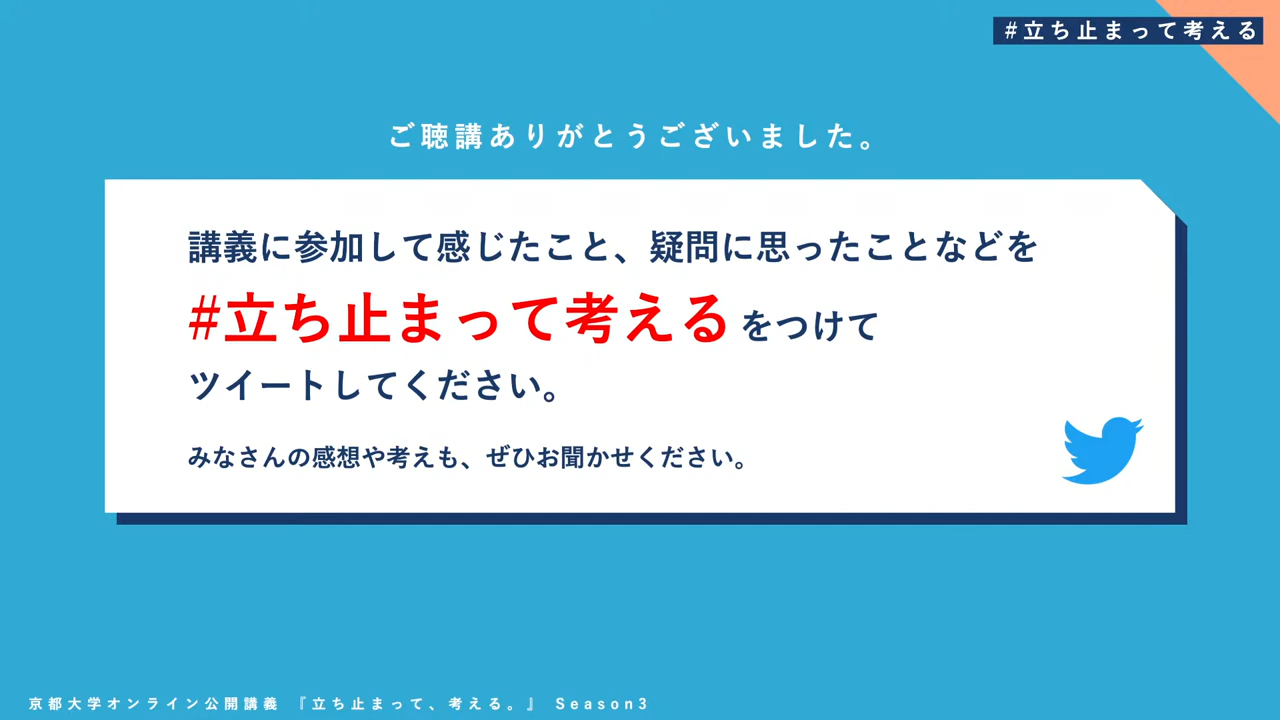 #立ち止まって考える
ご聴講ありがとうございました。
講義に参加して感じたこと、疑問に思ったことなどを
#立ち止まって考える をつけて
ツイートしてください。
みなさんの感想や考えも、ぜひお聞かせください。
京都大学オンライン公開講義 『立ち止まって、考える。』 Season3